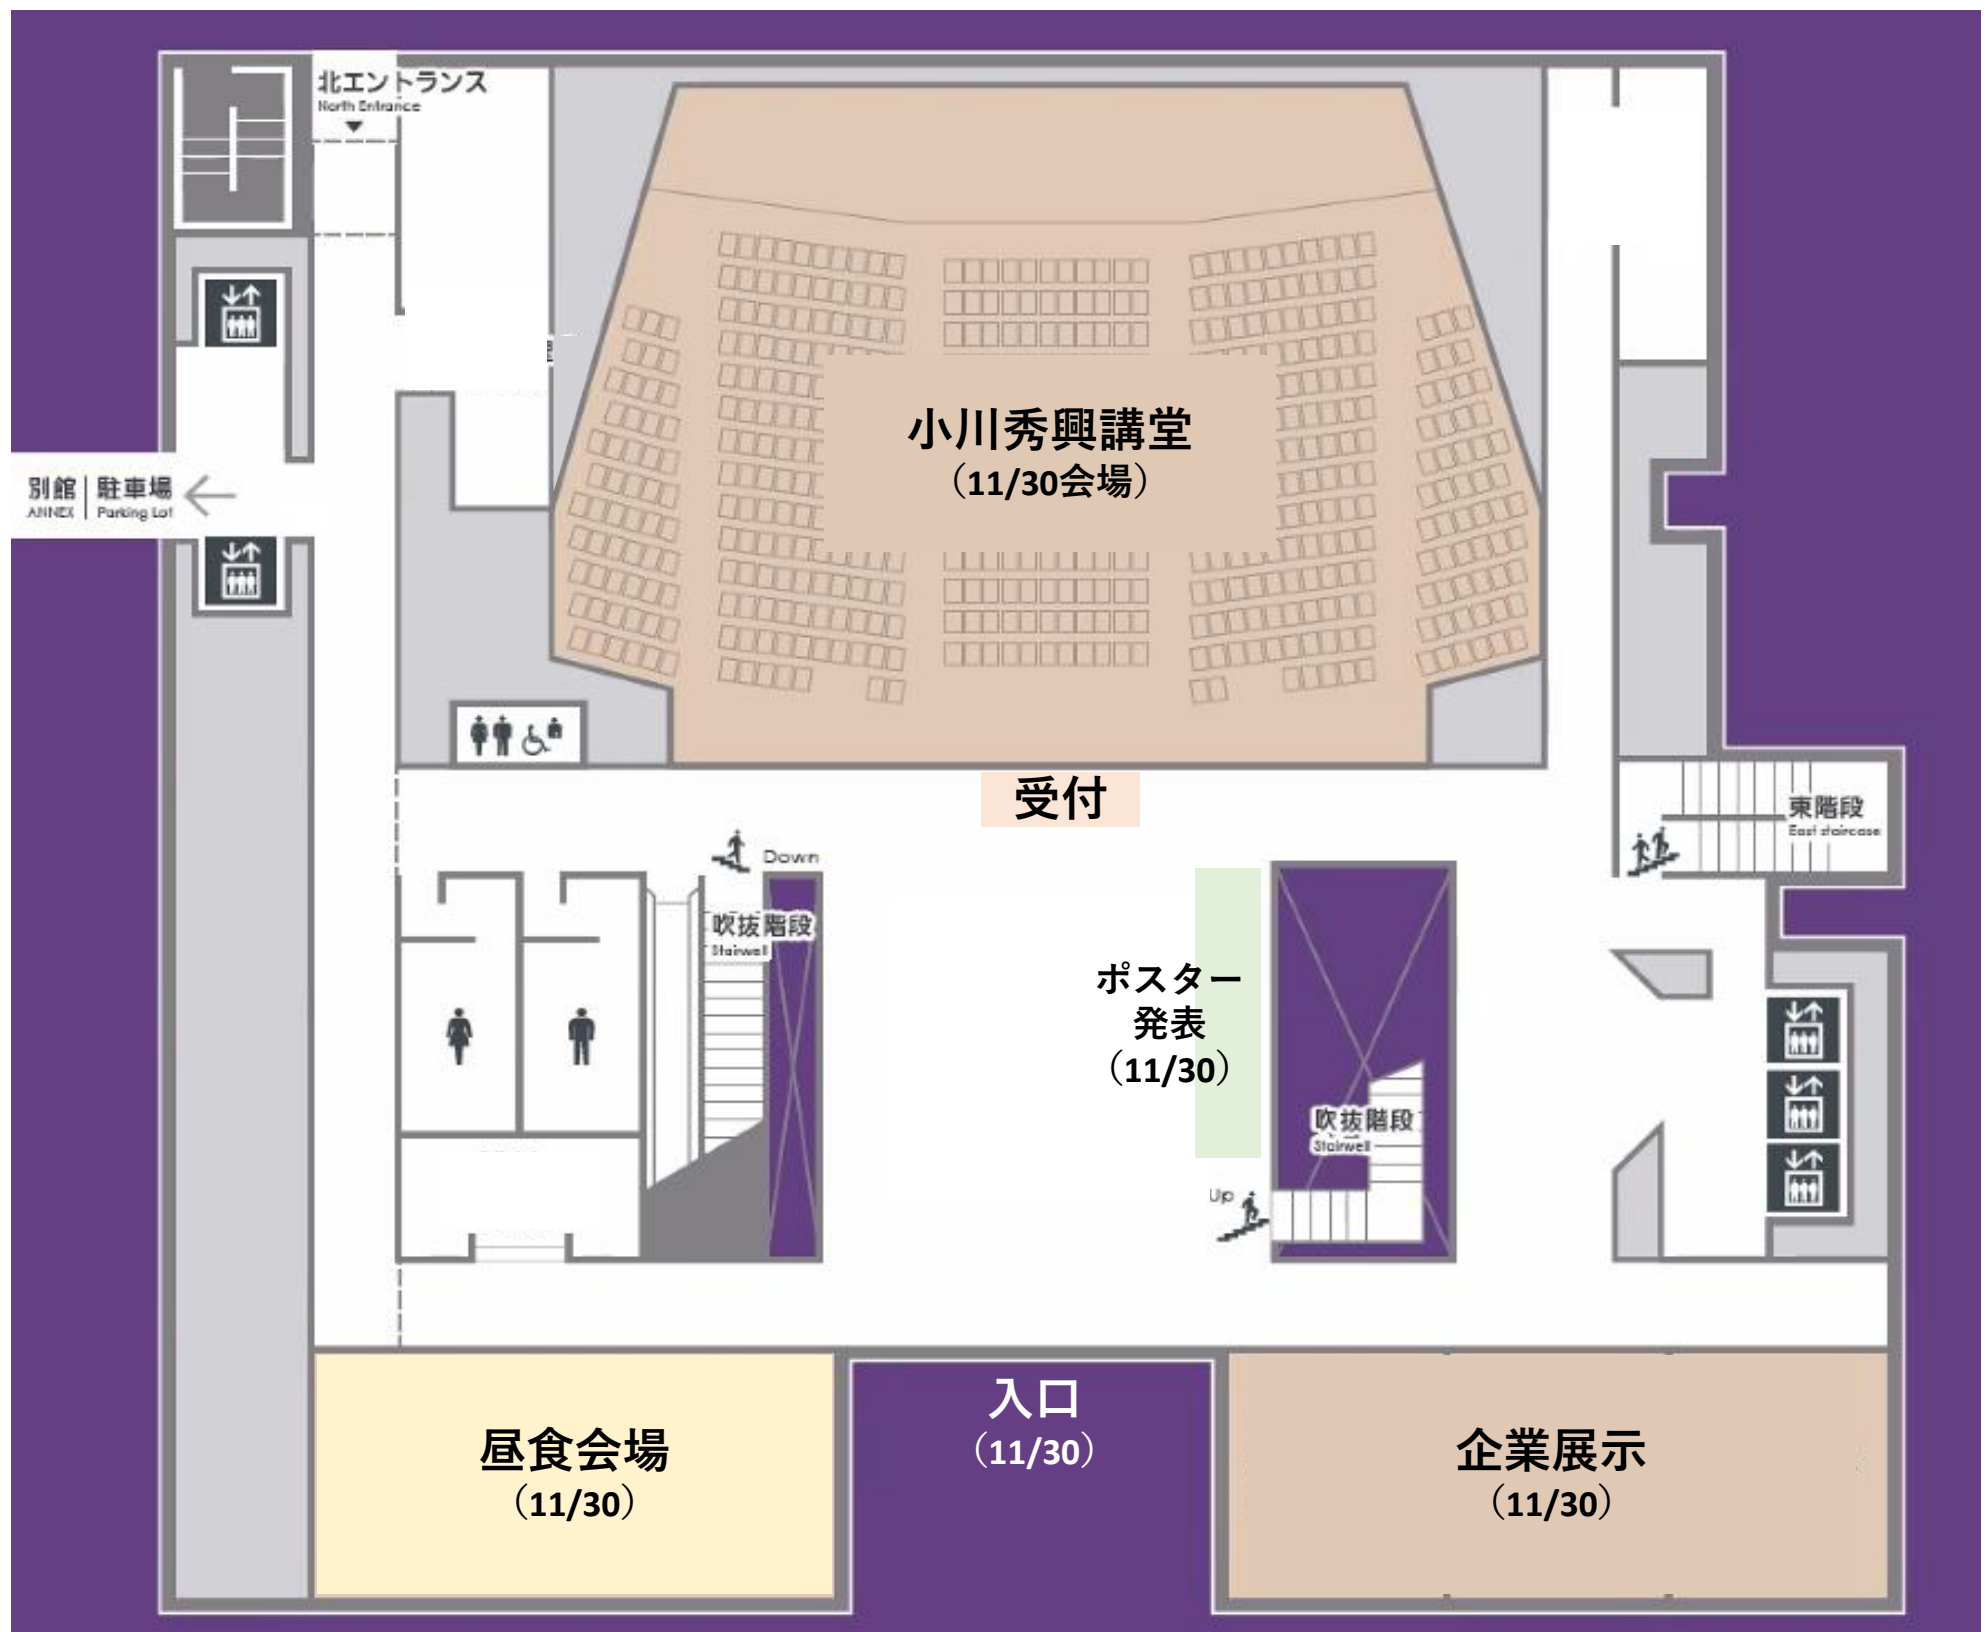 北エントランス
North Entrance
小川秀興講堂
（11/30会場）
別館
ANNEX
駐車場
Parking Lot
受付
東階段
East staircase
Down
吹抜階段
Stairwell
ポスター
発表
（11/30）
吹抜階段
Stairwell
Up
入口
（11/30）
昼食会場
（11/30）
企業展示
（11/30）